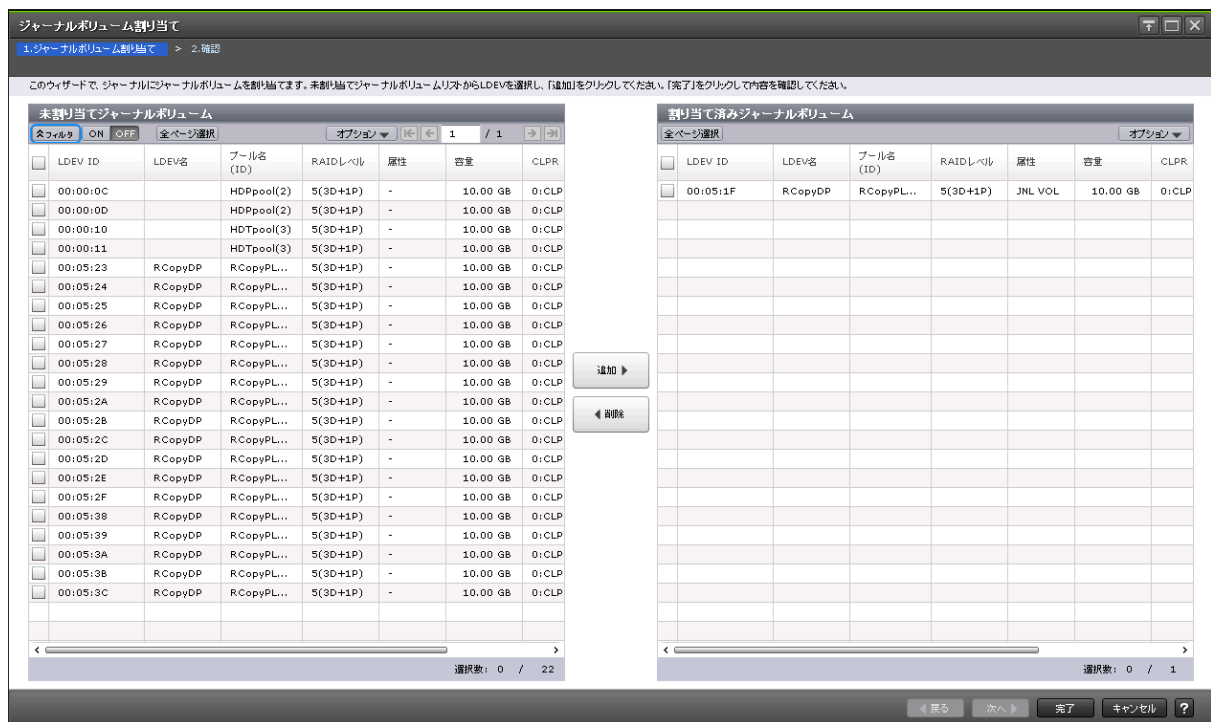 ジャーナルボリューム割り当て
1.ジャーナルボリューム割り当て > 2.確認
このウィザードで、ジャーナルにジャーナルボリュームを割り当てます。未割り当てジャーナルボリュームリストからLDEVを選択し、「追加」をクリックしてください。「完了」をクリックして内容を確認してください。
未割り当てジャーナルボリューム
フィルタ ON OFF 全ページ選択 オプション 1 / 1
LDEV ID LDEV名 プール名 (ID) RAIDレベル 属性 容量 CLPR
00:00:0C HDPpool(2) 5(3D+1P) - 10.00 GB 0:CLP
00:00:0D HDPpool(2) 5(3D+1P) - 10.00 GB 0:CLP
00:00:10 HDTpool(3) 5(3D+1P) - 10.00 GB 0:CLP
00:00:11 HDTpool(3) 5(3D+1P) - 10.00 GB 0:CLP
00:05:23 RCopyDP RCopyPL... 5(3D+1P) - 10.00 GB 0:CLP
00:05:24 RCopyDP RCopyPL... 5(3D+1P) - 10.00 GB 0:CLP
00:05:25 RCopyDP RCopyPL... 5(3D+1P) - 10.00 GB 0:CLP
00:05:26 RCopyDP RCopyPL... 5(3D+1P) - 10.00 GB 0:CLP
00:05:27 RCopyDP RCopyPL... 5(3D+1P) - 10.00 GB 0:CLP
00:05:28 RCopyDP RCopyPL... 5(3D+1P) - 10.00 GB 0:CLP
00:05:29 RCopyDP RCopyPL... 5(3D+1P) - 10.00 GB 0:CLP
00:05:2A RCopyDP RCopyPL... 5(3D+1P) - 10.00 GB 0:CLP
00:05:2B RCopyDP RCopyPL... 5(3D+1P) - 10.00 GB 0:CLP
00:05:2C RCopyDP RCopyPL... 5(3D+1P) - 10.00 GB 0:CLP
00:05:2D RCopyDP RCopyPL... 5(3D+1P) - 10.00 GB 0:CLP
00:05:2E RCopyDP RCopyPL... 5(3D+1P) - 10.00 GB 0:CLP
00:05:2F RCopyDP RCopyPL... 5(3D+1P) - 10.00 GB 0:CLP
00:05:38 RCopyDP RCopyPL... 5(3D+1P) - 10.00 GB 0:CLP
00:05:39 RCopyDP RCopyPL... 5(3D+1P) - 10.00 GB 0:CLP
00:05:3A RCopyDP RCopyPL... 5(3D+1P) - 10.00 GB 0:CLP
00:05:3B RCopyDP RCopyPL... 5(3D+1P) - 10.00 GB 0:CLP
00:05:3C RCopyDP RCopyPL... 5(3D+1P) - 10.00 GB 0:CLP
選択数: 0 / 22
追加
削除
割り当て済みジャーナルボリューム
全ページ選択 オプション
LDEV ID LDEV名 プール名 (ID) RAIDレベル 属性 容量 CLPR
00:05:1F RCopyDP RCopyPL... 5(3D+1P) JNL VOL 10.00 GB 0:CLP
選択数: 0 / 1
戻る 次へ 完了 キャンセル ?